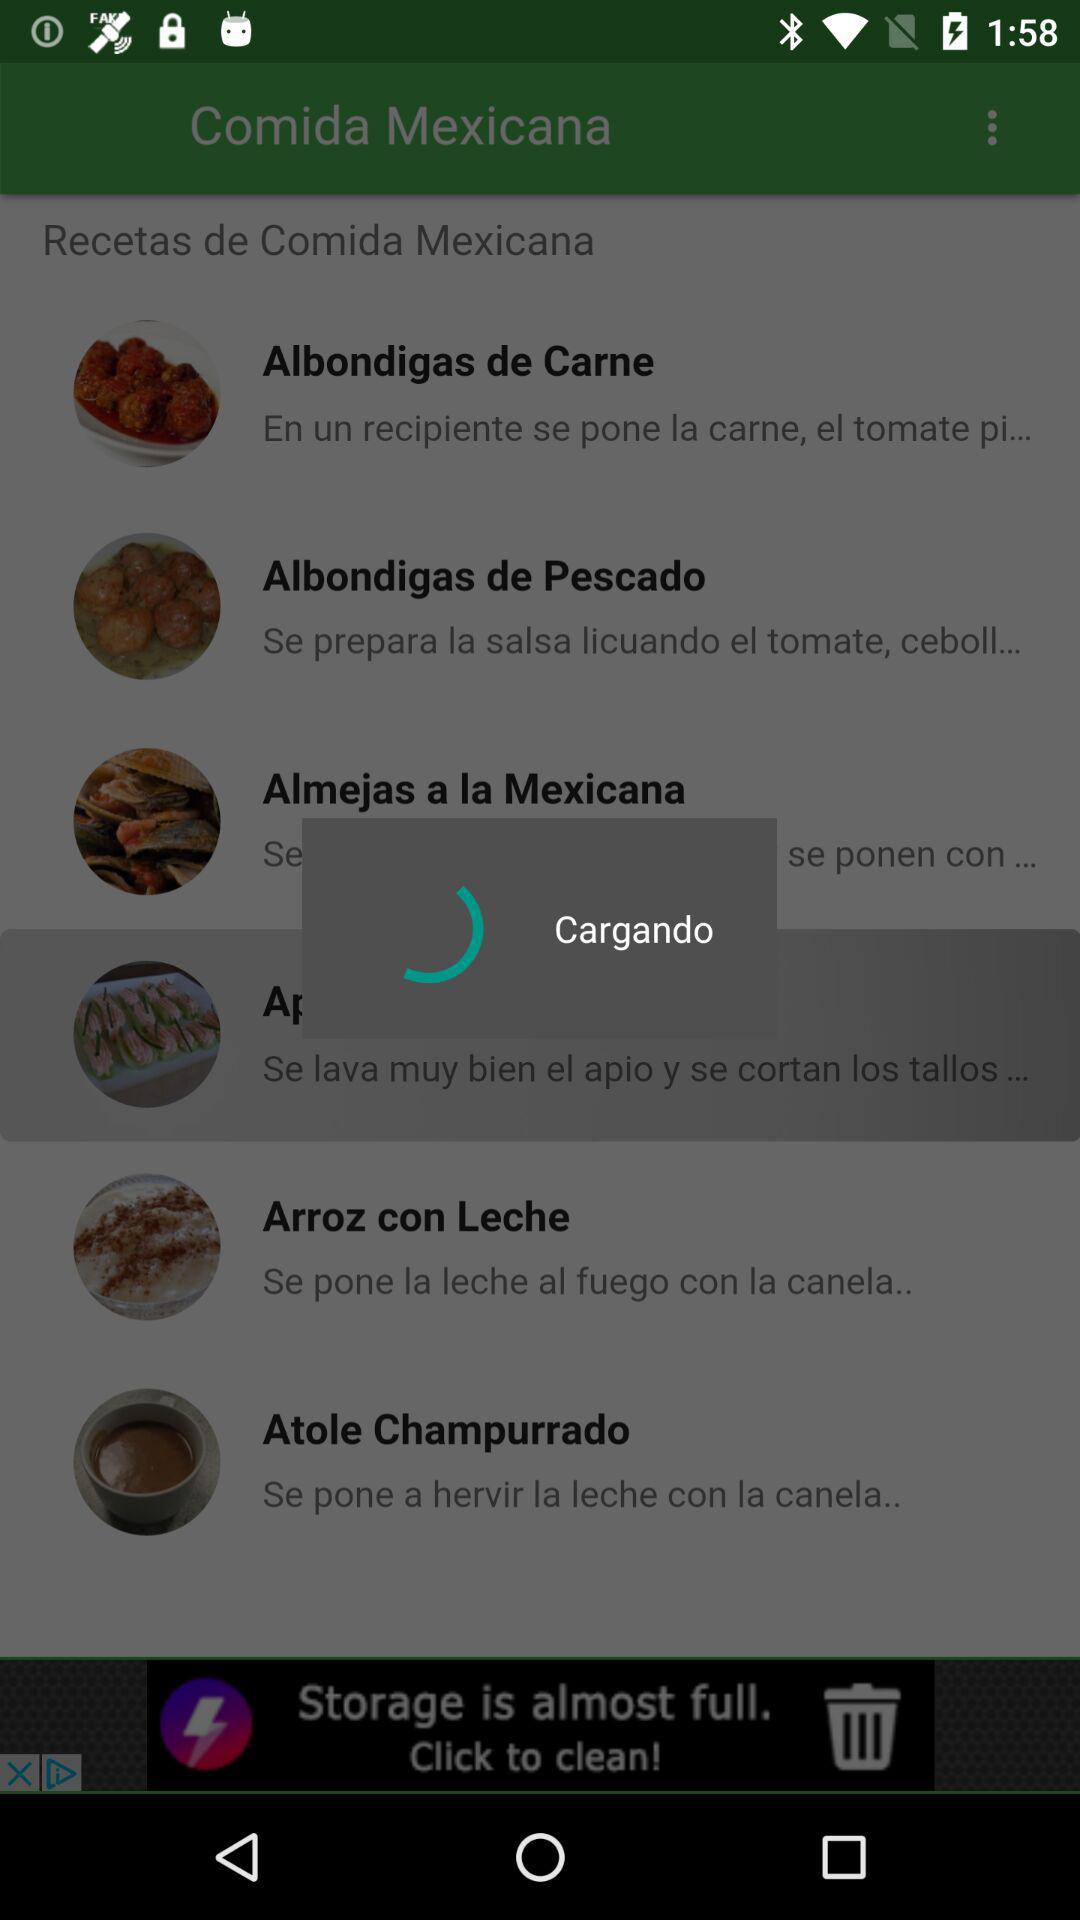 FAKE
1:58
Comida Mexicana
Recetas de Comida Mexicana
Albondigas de Carne
En un recipiente se pone la carne, el tomate pi...
Albondigas de Pescado
Se prepara la salsa licuando el tomate, ceboll...
Almejas a la Mexicana
Se se ponen con ...
Cargando
Ap
Se lava muy bien el apio y se cortan los tallos ...
Arroz con Leche
Se pone la leche al fuego con la canela..
Atole Champurrado
Se pone a hervir la leche con la canela..
Storage is almost full.
Click to clean!